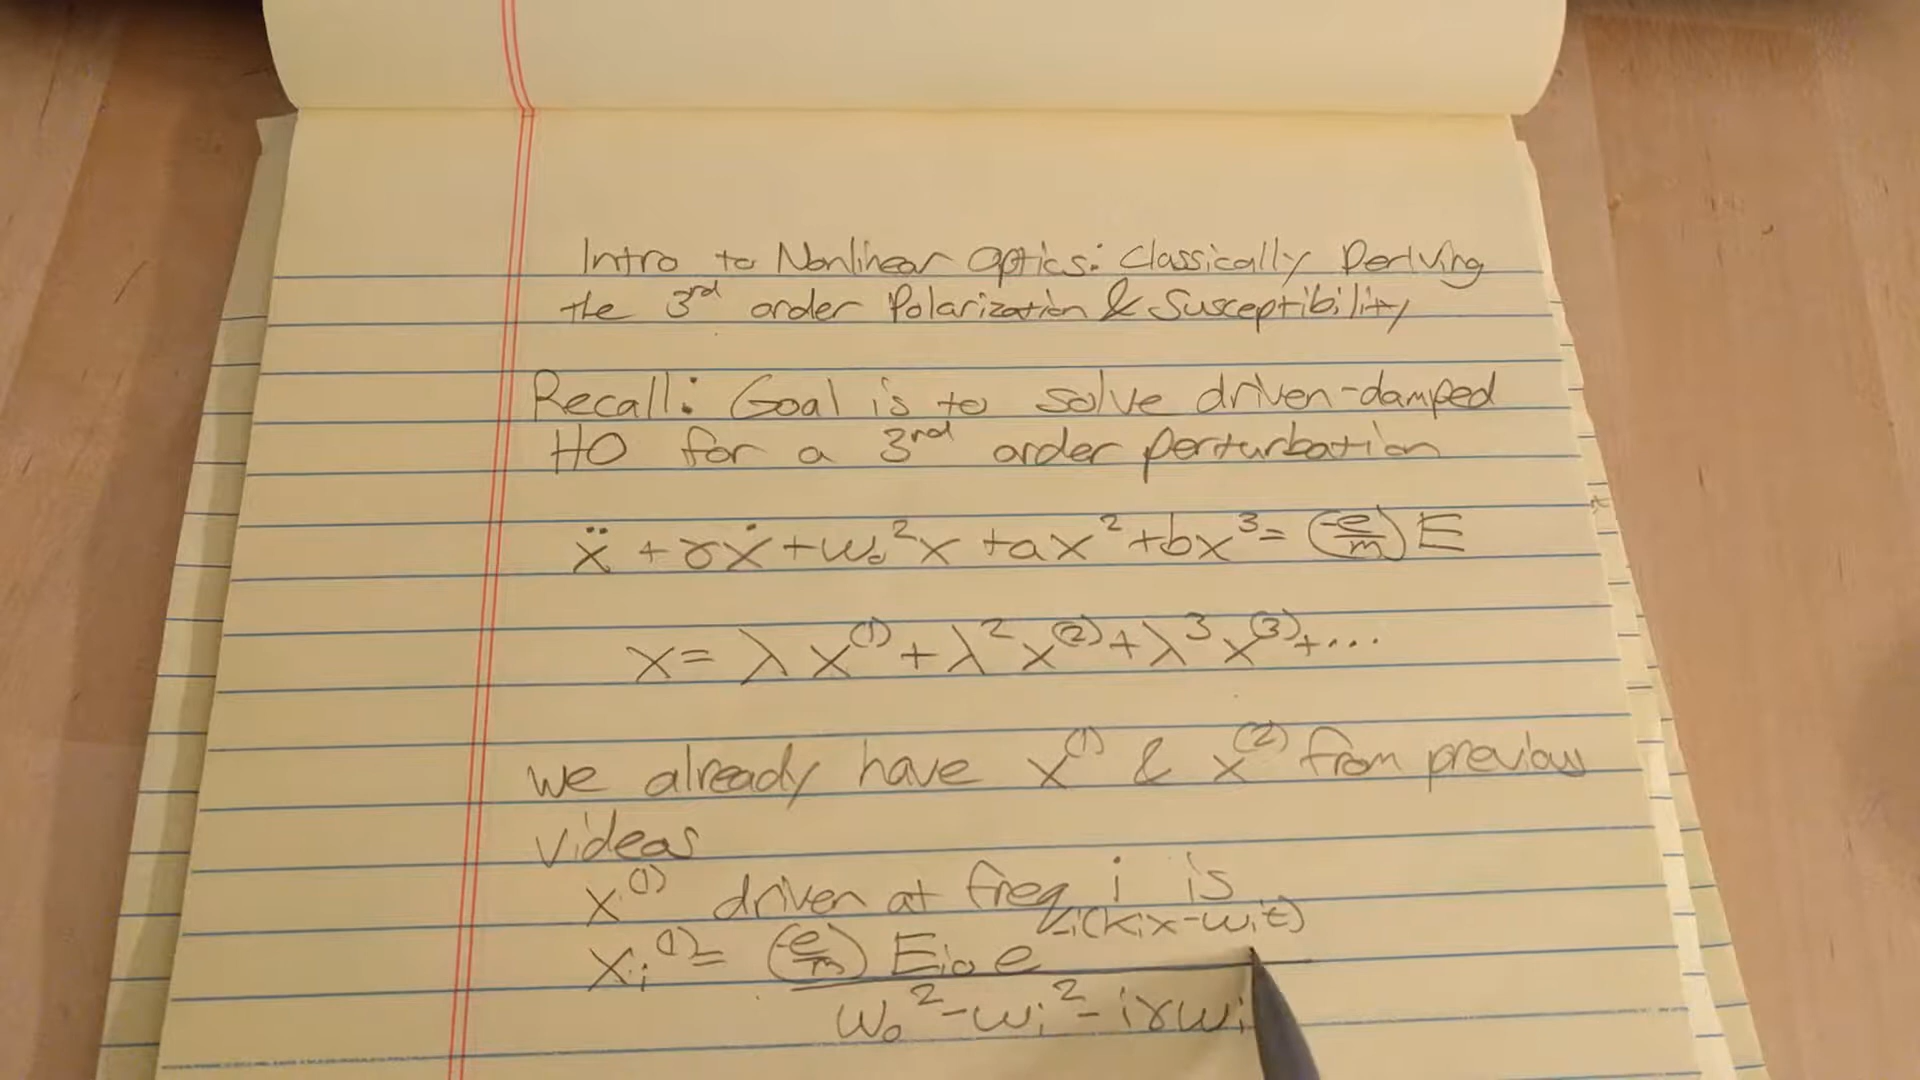 Intro to Nonlinear Optics: Classically Deriving
the 3rd order Polarization & Susceptibility
Recall: Goal is to solve driven-damped
HO for a 3rd order perturbation
ẍ + γẋ + ω₀²x + ax² + bx³ = (-e/m) E
x = λx⁽¹⁾ + λ²x⁽²⁾ + λ³x⁽³⁾ + ...
we already have x⁽¹⁾ & x⁽²⁾ from previous
videos
x⁽¹⁾ driven at freq i is
xᵢ⁽¹⁾ = (-e/m) Eᵢ₀ e^i(kᵢx-ωᵢt)
ω₀² - ωᵢ² - iγωᵢ